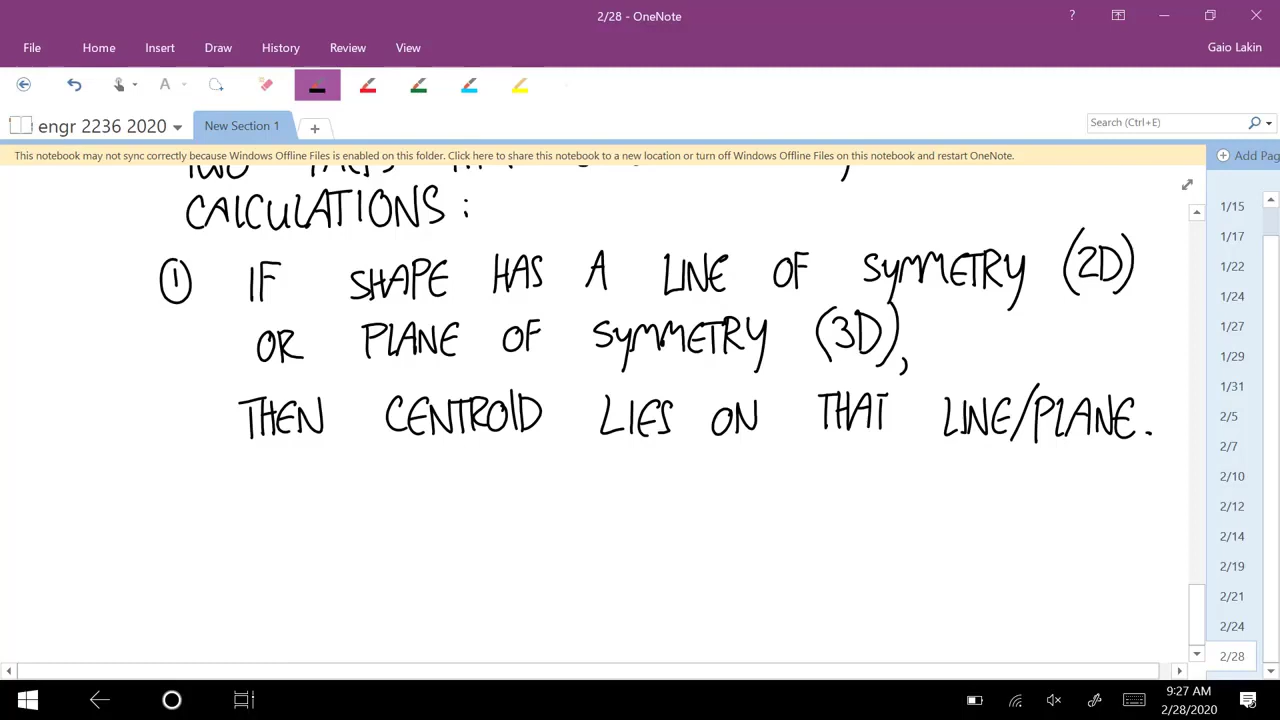 2/28 - OneNote
?
File Home Insert Draw History Review View
Gaio Lakin
A
engr 2236 2020
New Section 1
+
Search (Ctrl+E)
This notebook may not sync correctly because Windows Offline Files is enabled on this folder. Click here to share this notebook to a new location or turn off Windows Offline Files on this notebook and restart OneNote.
Add Pag
CALCULATIONS:
① IF SHAPE HAS A LINE OF SYMMETRY (2D)
OR PLANE OF SYMMETRY (3D),
THEN CENTROID LIES ON THAT LINE/PLANE.
1/15
1/17
1/22
1/24
1/27
1/29
1/31
2/5
2/7
2/10
2/12
2/14
2/19
2/21
2/24
2/28
9:27 AM
2/28/2020